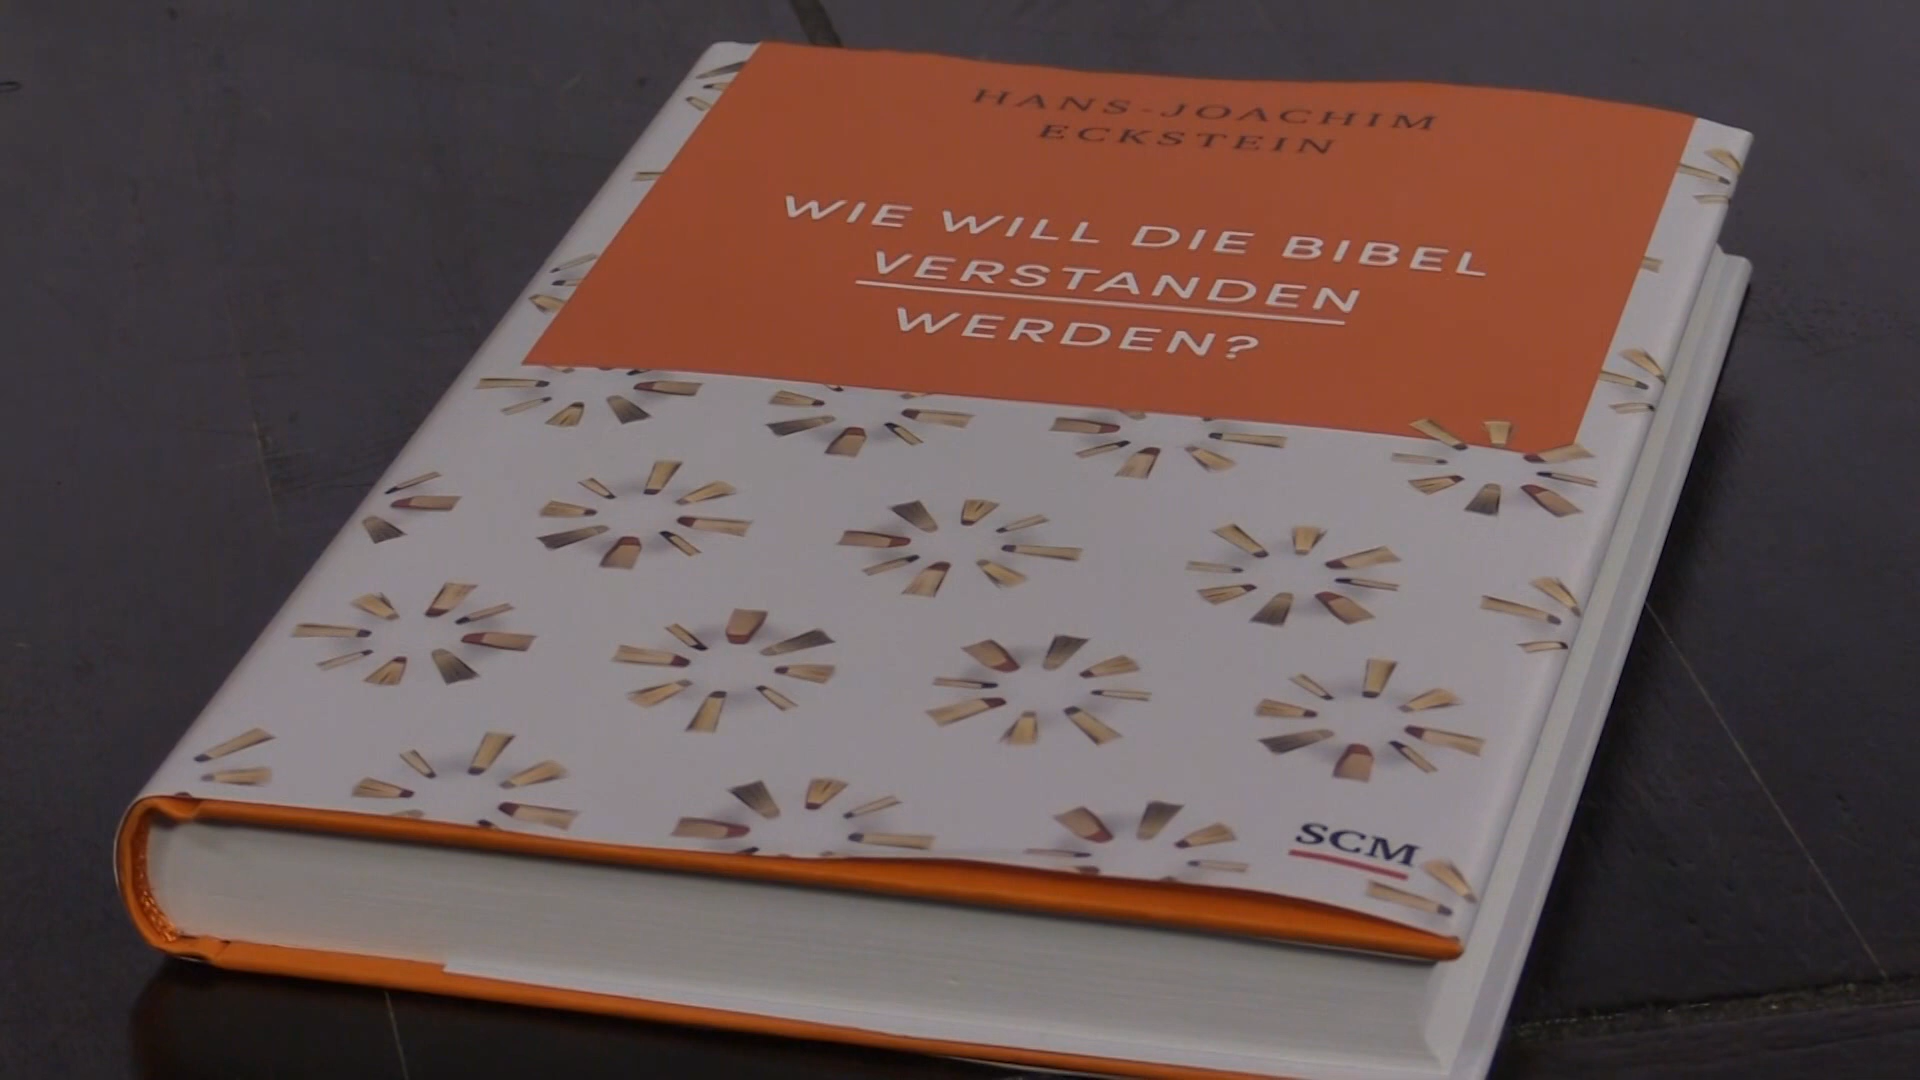 HANS-JOACHIM
ECKSTEIN
WIE WILL DIE BIBEL
VERSTANDEN
WERDEN?
SCM